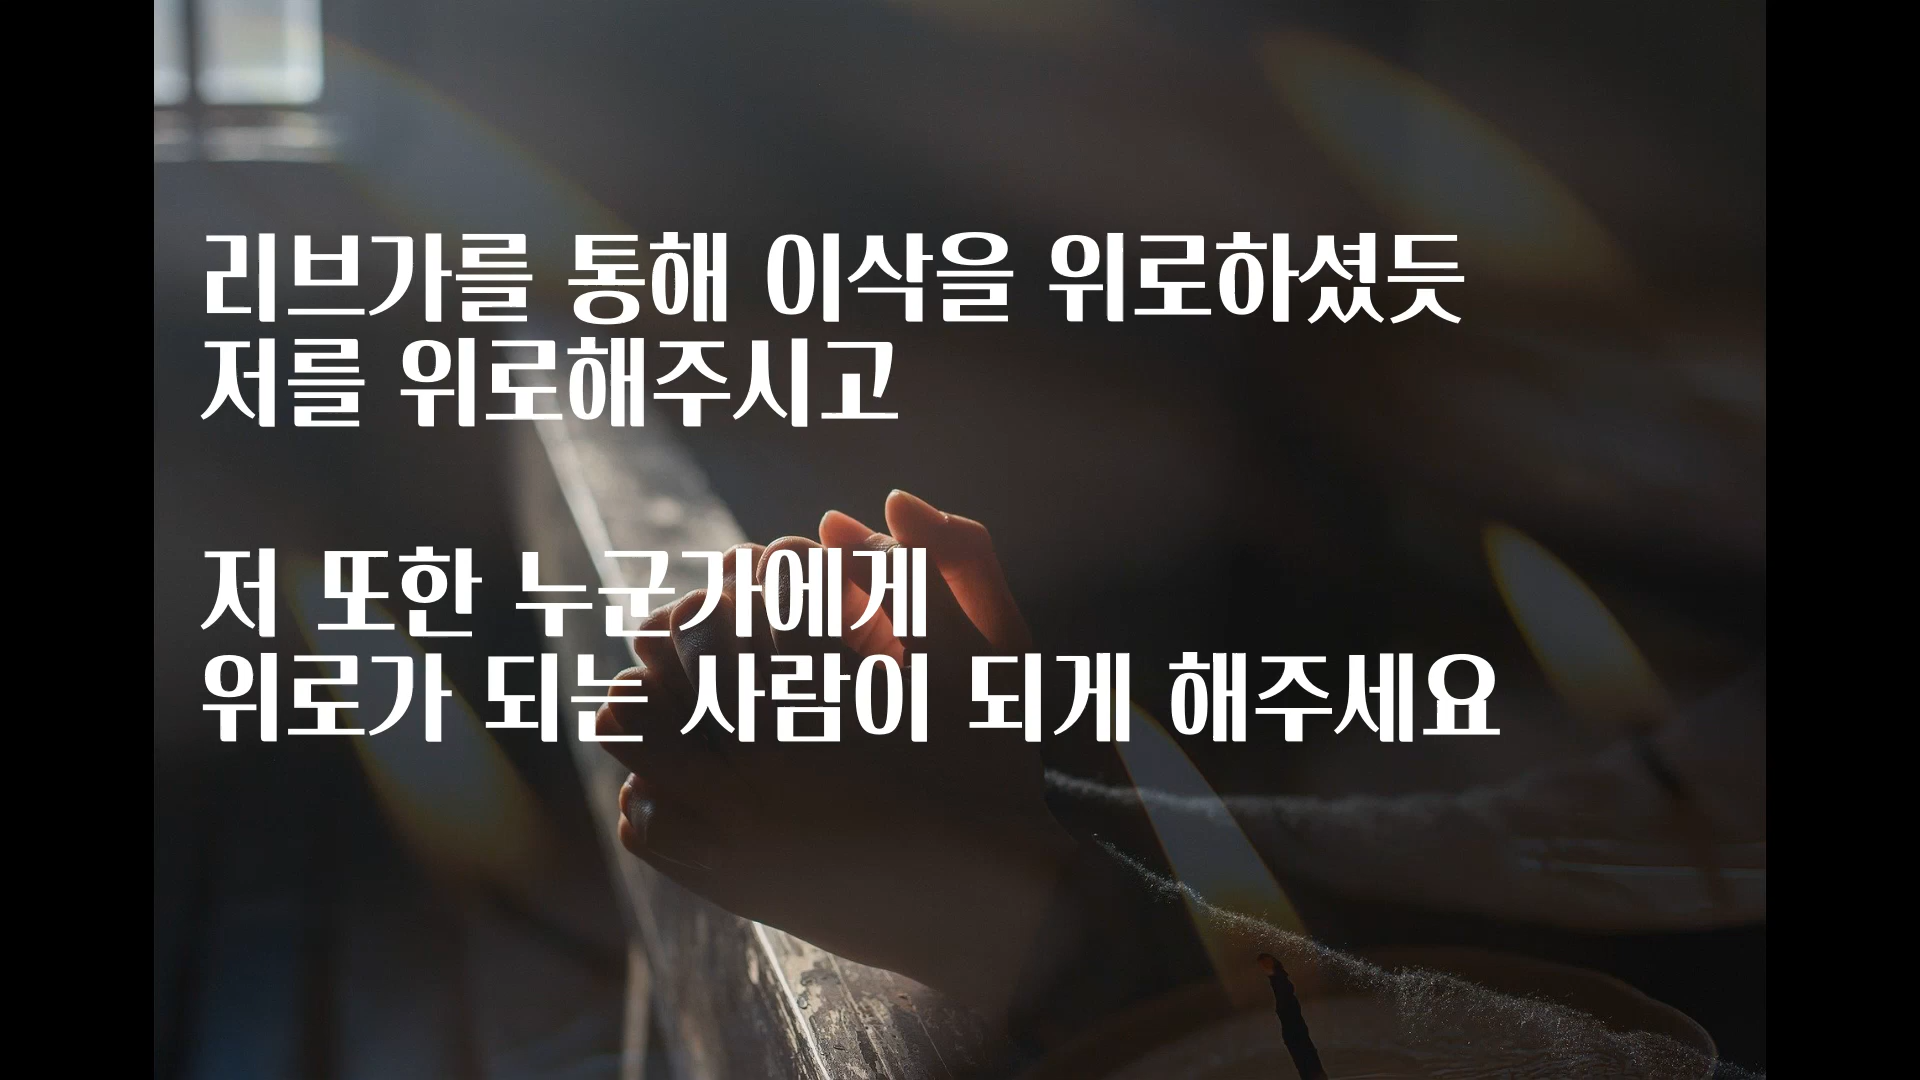 리브가를 통해 이삭을 위로하셨듯
저를 위로해주시고
저 또한 누군가에게
위로가 되는 사람이 되게 해주세요